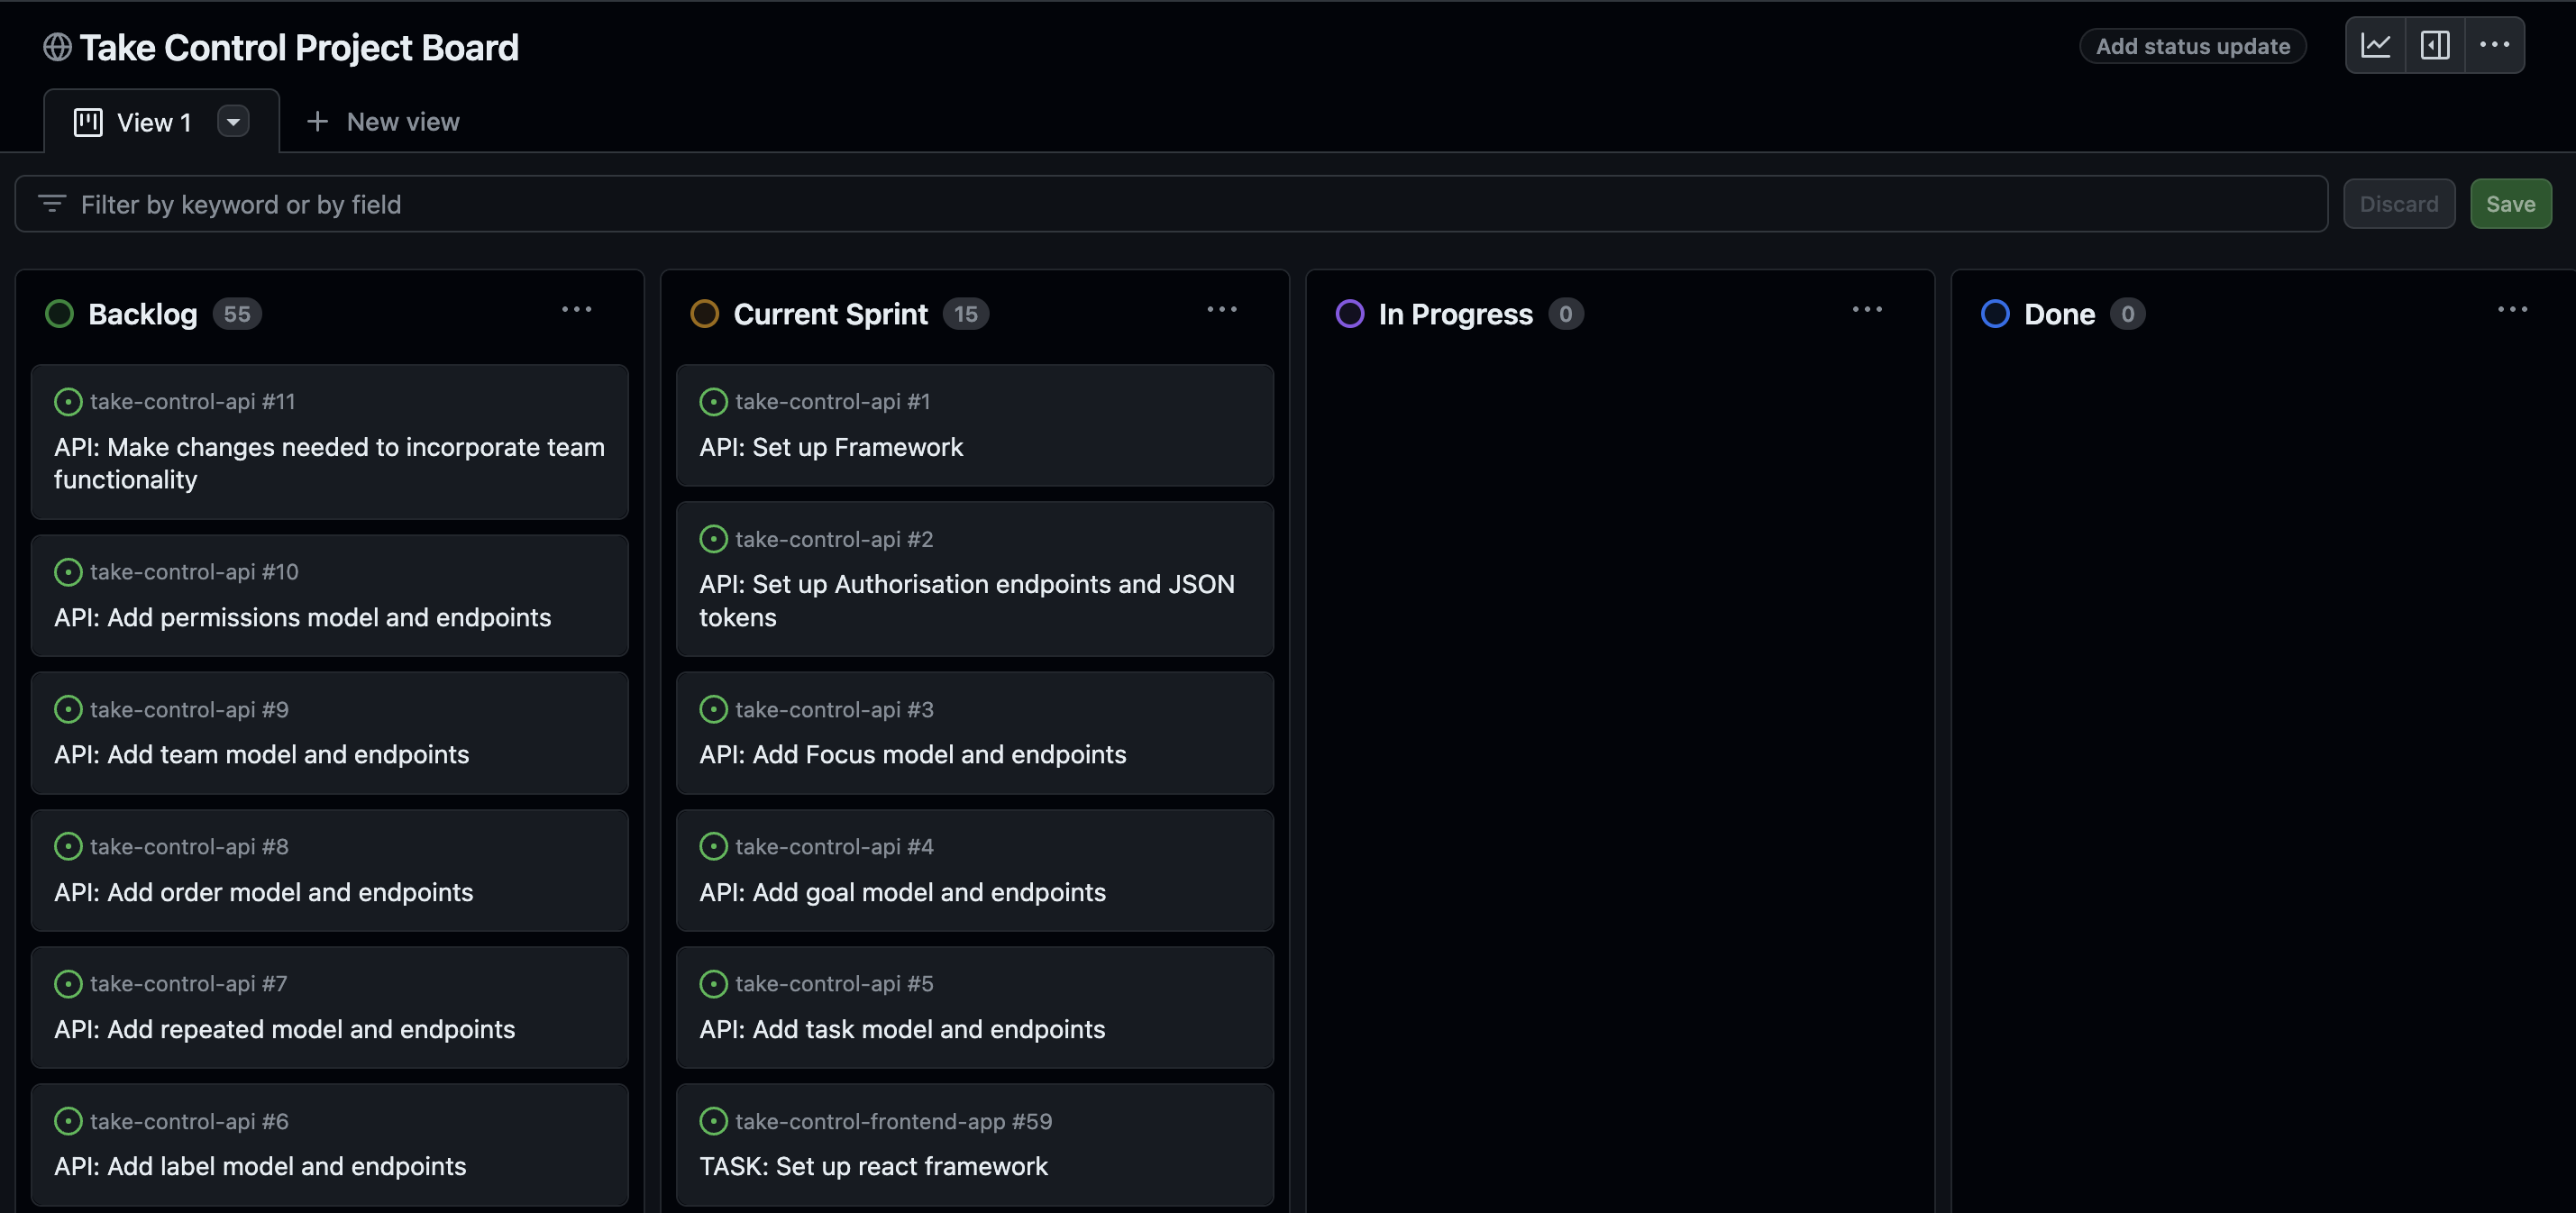 Take Control Project Board
Add status update
View 1
New view
Filter by keyword or by field
Discard
Save
Backlog 55
take-control-api #11
API: Make changes needed to incorporate team
functionality
take-control-api #10
API: Add permissions model and endpoints
take-control-api #9
API: Add team model and endpoints
take-control-api #8
API: Add order model and endpoints
take-control-api #7
API: Add repeated model and endpoints
take-control-api #6
API: Add label model and endpoints
Current Sprint 15
take-control-api #1
API: Set up Framework
take-control-api #2
API: Set up Authorisation endpoints and JSON
tokens
take-control-api #3
API: Add Focus model and endpoints
take-control-api #4
API: Add goal model and endpoints
take-control-api #5
API: Add task model and endpoints
take-control-frontend-app #59
TASK: Set up react framework
In Progress 0
Done 0